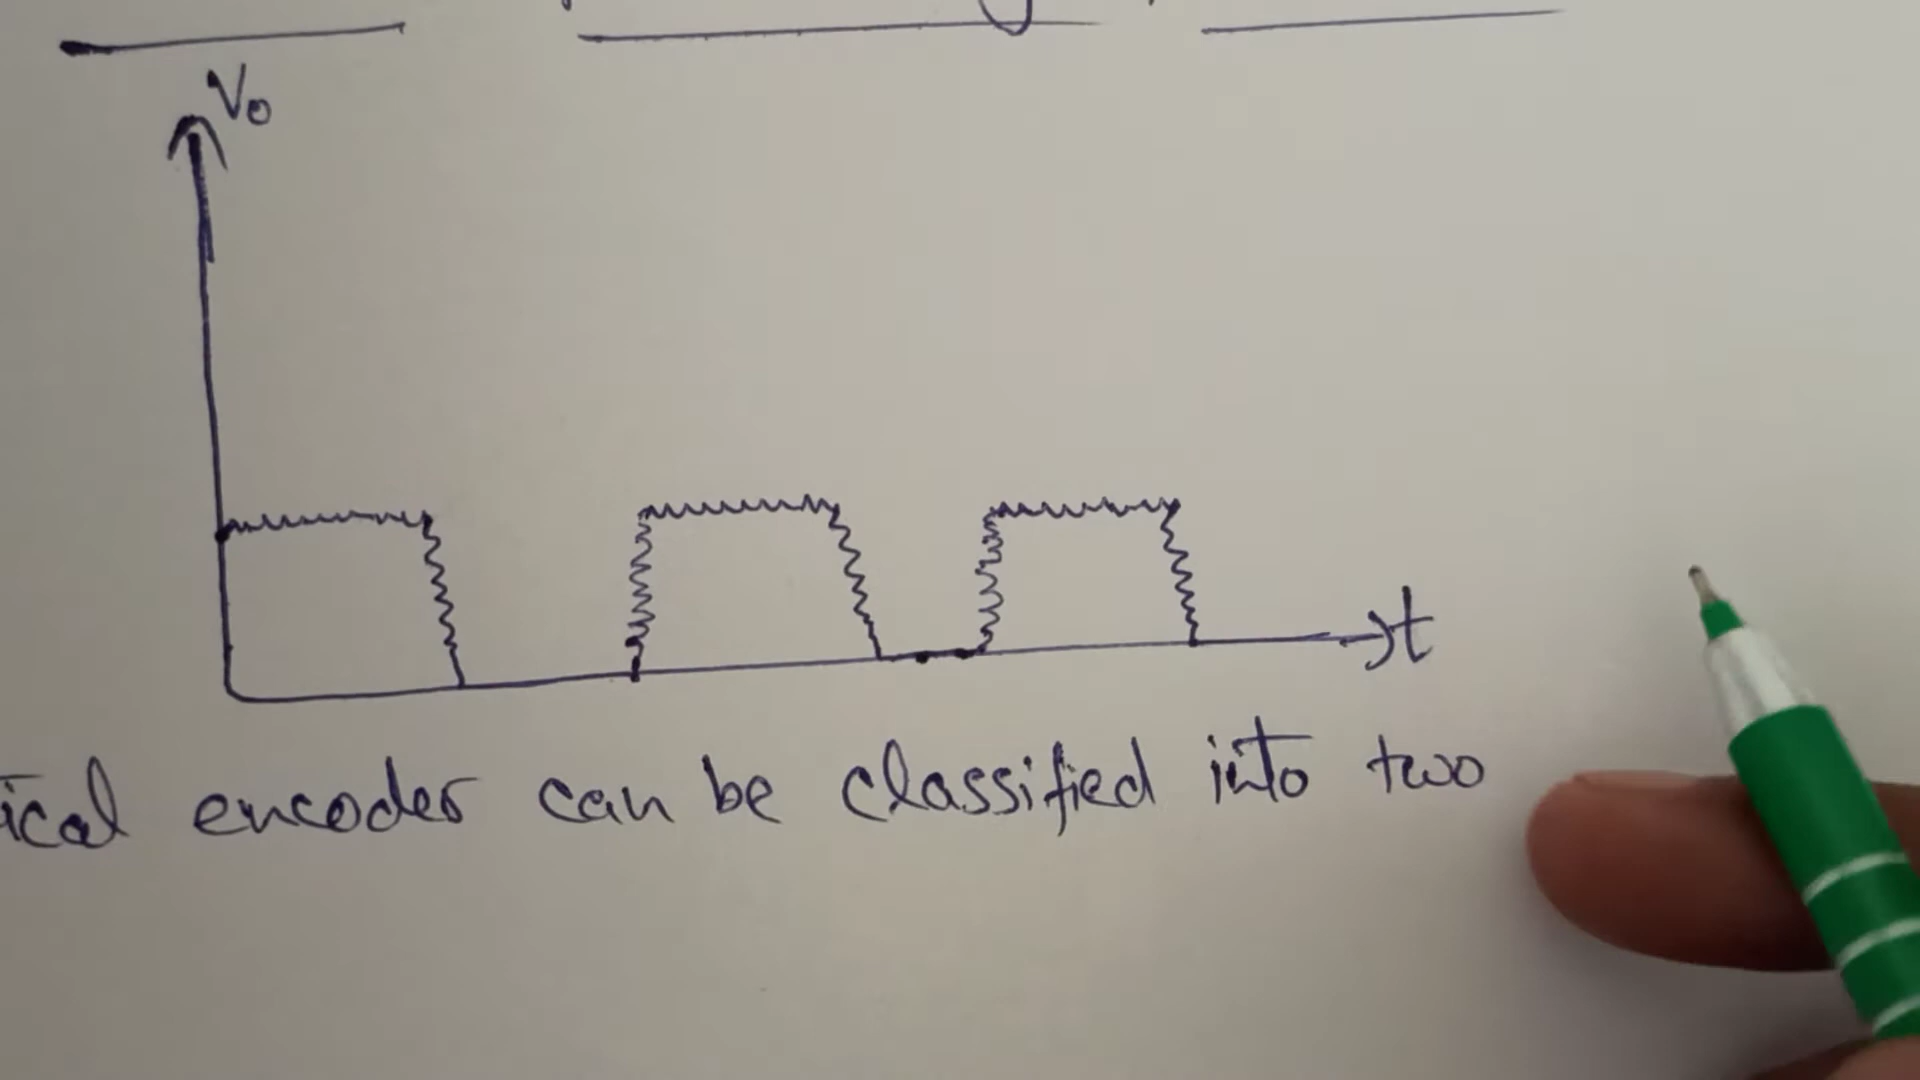 V0
t
ical encoder can be classified into two